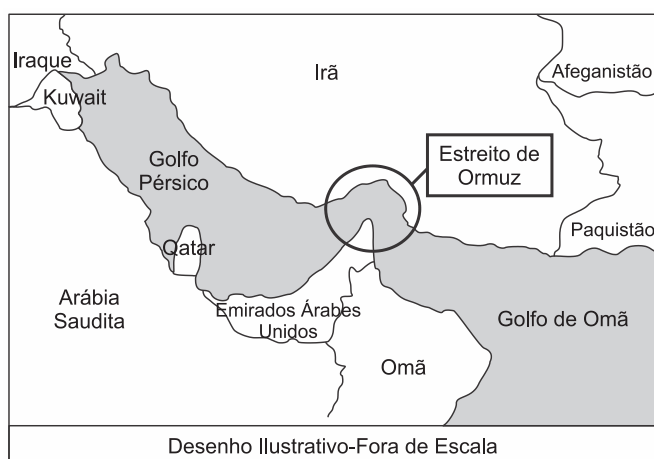 Iraque
Kuwait
Irã
Afeganistão
Estreito de
Ormuz
Golfo
Pérsico
Paquistão
Qatar
Arábia
Saudita
Emirados Árabes
Unidos
Golfo de Omã
Omã
Desenho Ilustrativo-Fora de Escala